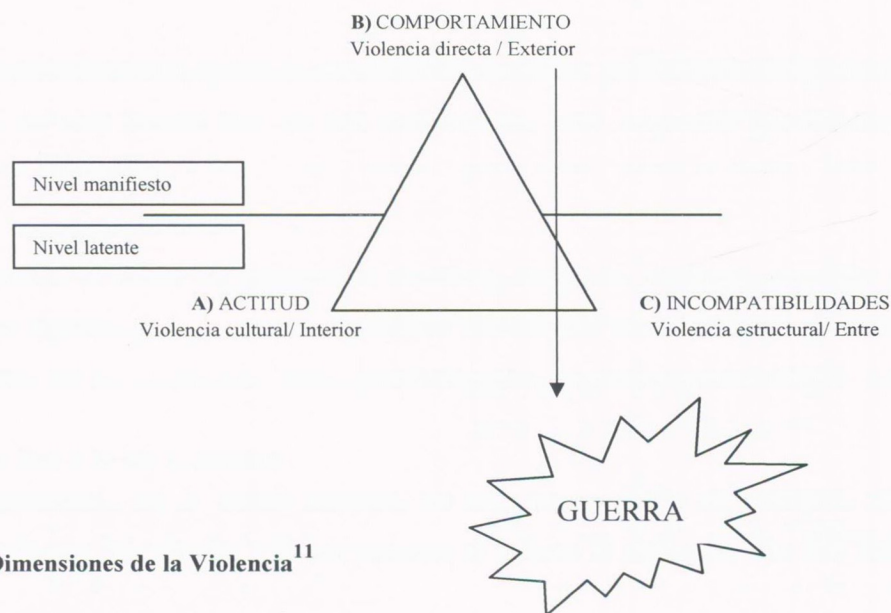 B) COMPORTAMIENTO
Violencia directa / Exterior
Nivel manifiesto
Nivel latente
A) ACTITUD
Violencia cultural/ Interior
C) INCOMPATIBILIDADES
Violencia estructural/ Entre
GUERRA
Dimensiones de la Violencia11